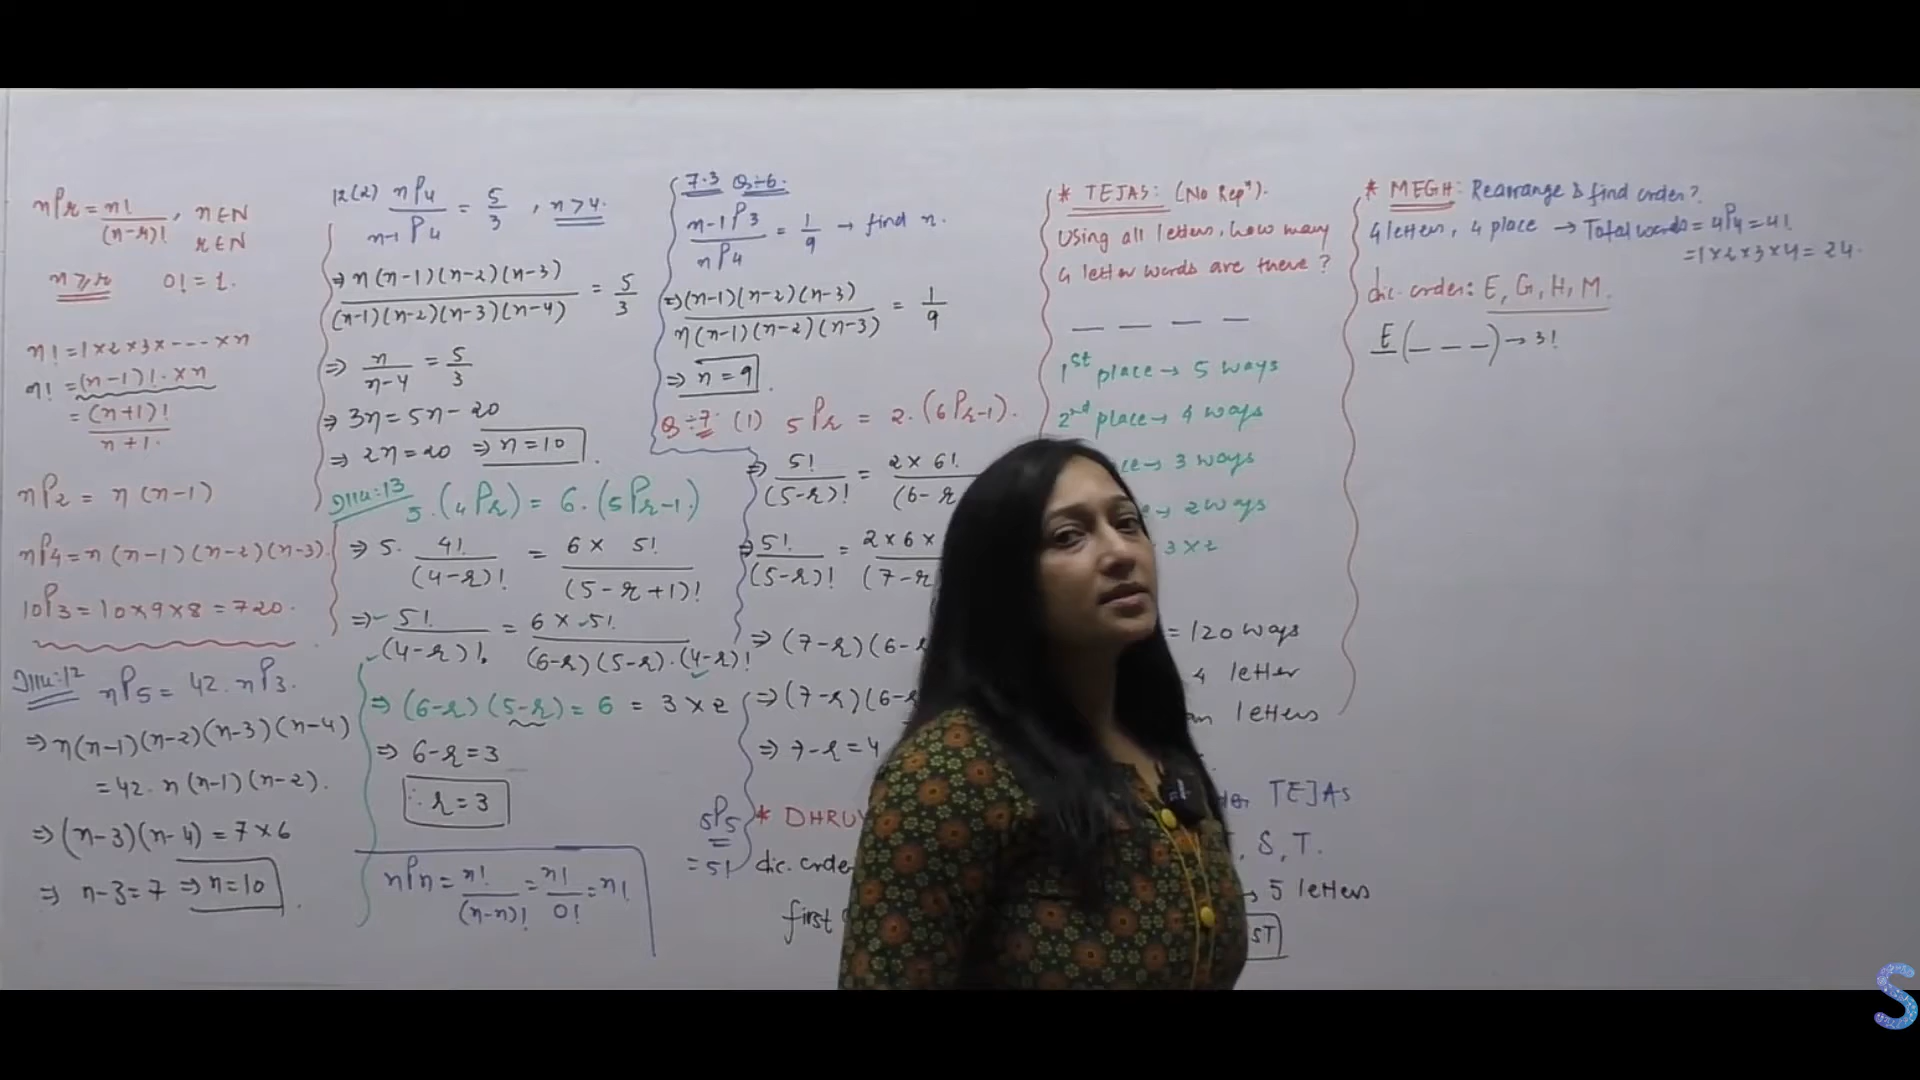 nPr = n! / (n-r)! , n∈N
r∈N
n≥r 0! = 1.
n! = 1×2×3×----×n
n! = (n-1)! × n
= (n+1)! / n+1.
nP2 = n(n-1)
nP4 = n(n-1)(n-2)(n-3).
10P3 = 10×9×8 = 720.
Illu:12 nP5 = 42. nP3.
⇒ n(n-1)(n-2)(n-3)(n-4)
= 42. n(n-1)(n-2).
⇒ (n-3)(n-4) = 7×6
⇒ n-3 = 7 ⇒ n=10.
12(2) nP4 / n-1P4 = 5/3 , n>4.
⇒ n(n-1)(n-2)(n-3) / (n-1)(n-2)(n-3)(n-4) = 5/3
⇒ n / n-4 = 5/3
⇒ 3n = 5n-20
⇒ 2n=20 ⇒ n=10.
Illu:13 5.(4Pr) = 6.(5Pr-1)
⇒ 5. 4! / (4-r)! = 6× 5! / (5-r+1)!
⇒ 5! / (4-r)! = 6×5! / (6-r)(5-r).(4-r)!
⇒ (6-r)(5-r) = 6 = 3×2
⇒ 6-r=3
∴ r=3
nPn = n! / (n-n)! = n! / 0! = n!
7.3 Q÷6.
n-1P3 / nP4 = 1/9 → find n.
⇒ (n-1)(n-2)(n-3) / n(n-1)(n-2)(n-3) = 1/9
⇒ n=9.
Q÷7. (1) 5Pr = 2.(6Pr-1).
⇒ 5! / (5-r)! = 2×6! / (6-r
⇒ 5! / (5-r)! = 2×6× / (7-r
⇒ (7-r)(6-r
⇒ (7-r)(6-r
⇒ 7-r=4
5P5
= 5!
* DHRUV
dic. order
first
* TEJAS: (No Repn).
Using all letters, how many
4 letter words are there?
1st place → 5 ways
2nd place → 4 ways
ce → 3 ways
→ 2 ways
3×2
= 120 ways
4 letter
letters
TEJAS
, S, T.
→ 5 letters
ST
* MEGH: Rearrange & find order?
4 letters, 4 place → Total words = 4P4 = 4!
= 1×2×3×4 = 24.
dic. order: E, G, H, M.
E (_ _ _) → 3!
S